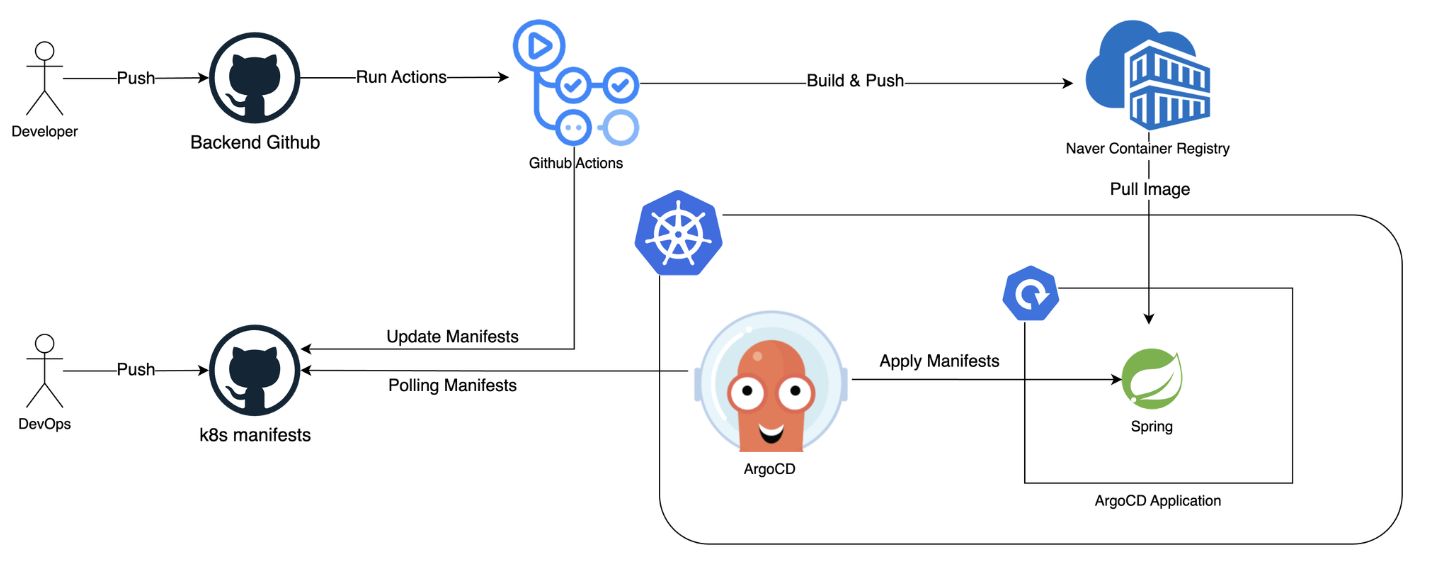 Push
Run Actions
Build & Push
Developer
Backend Github
Github Actions
Naver Container Registry
Pull Image
Update Manifests
Push
Polling Manifests
Apply Manifests
DevOps
k8s manifests
Spring
ArgoCD
ArgoCD Application